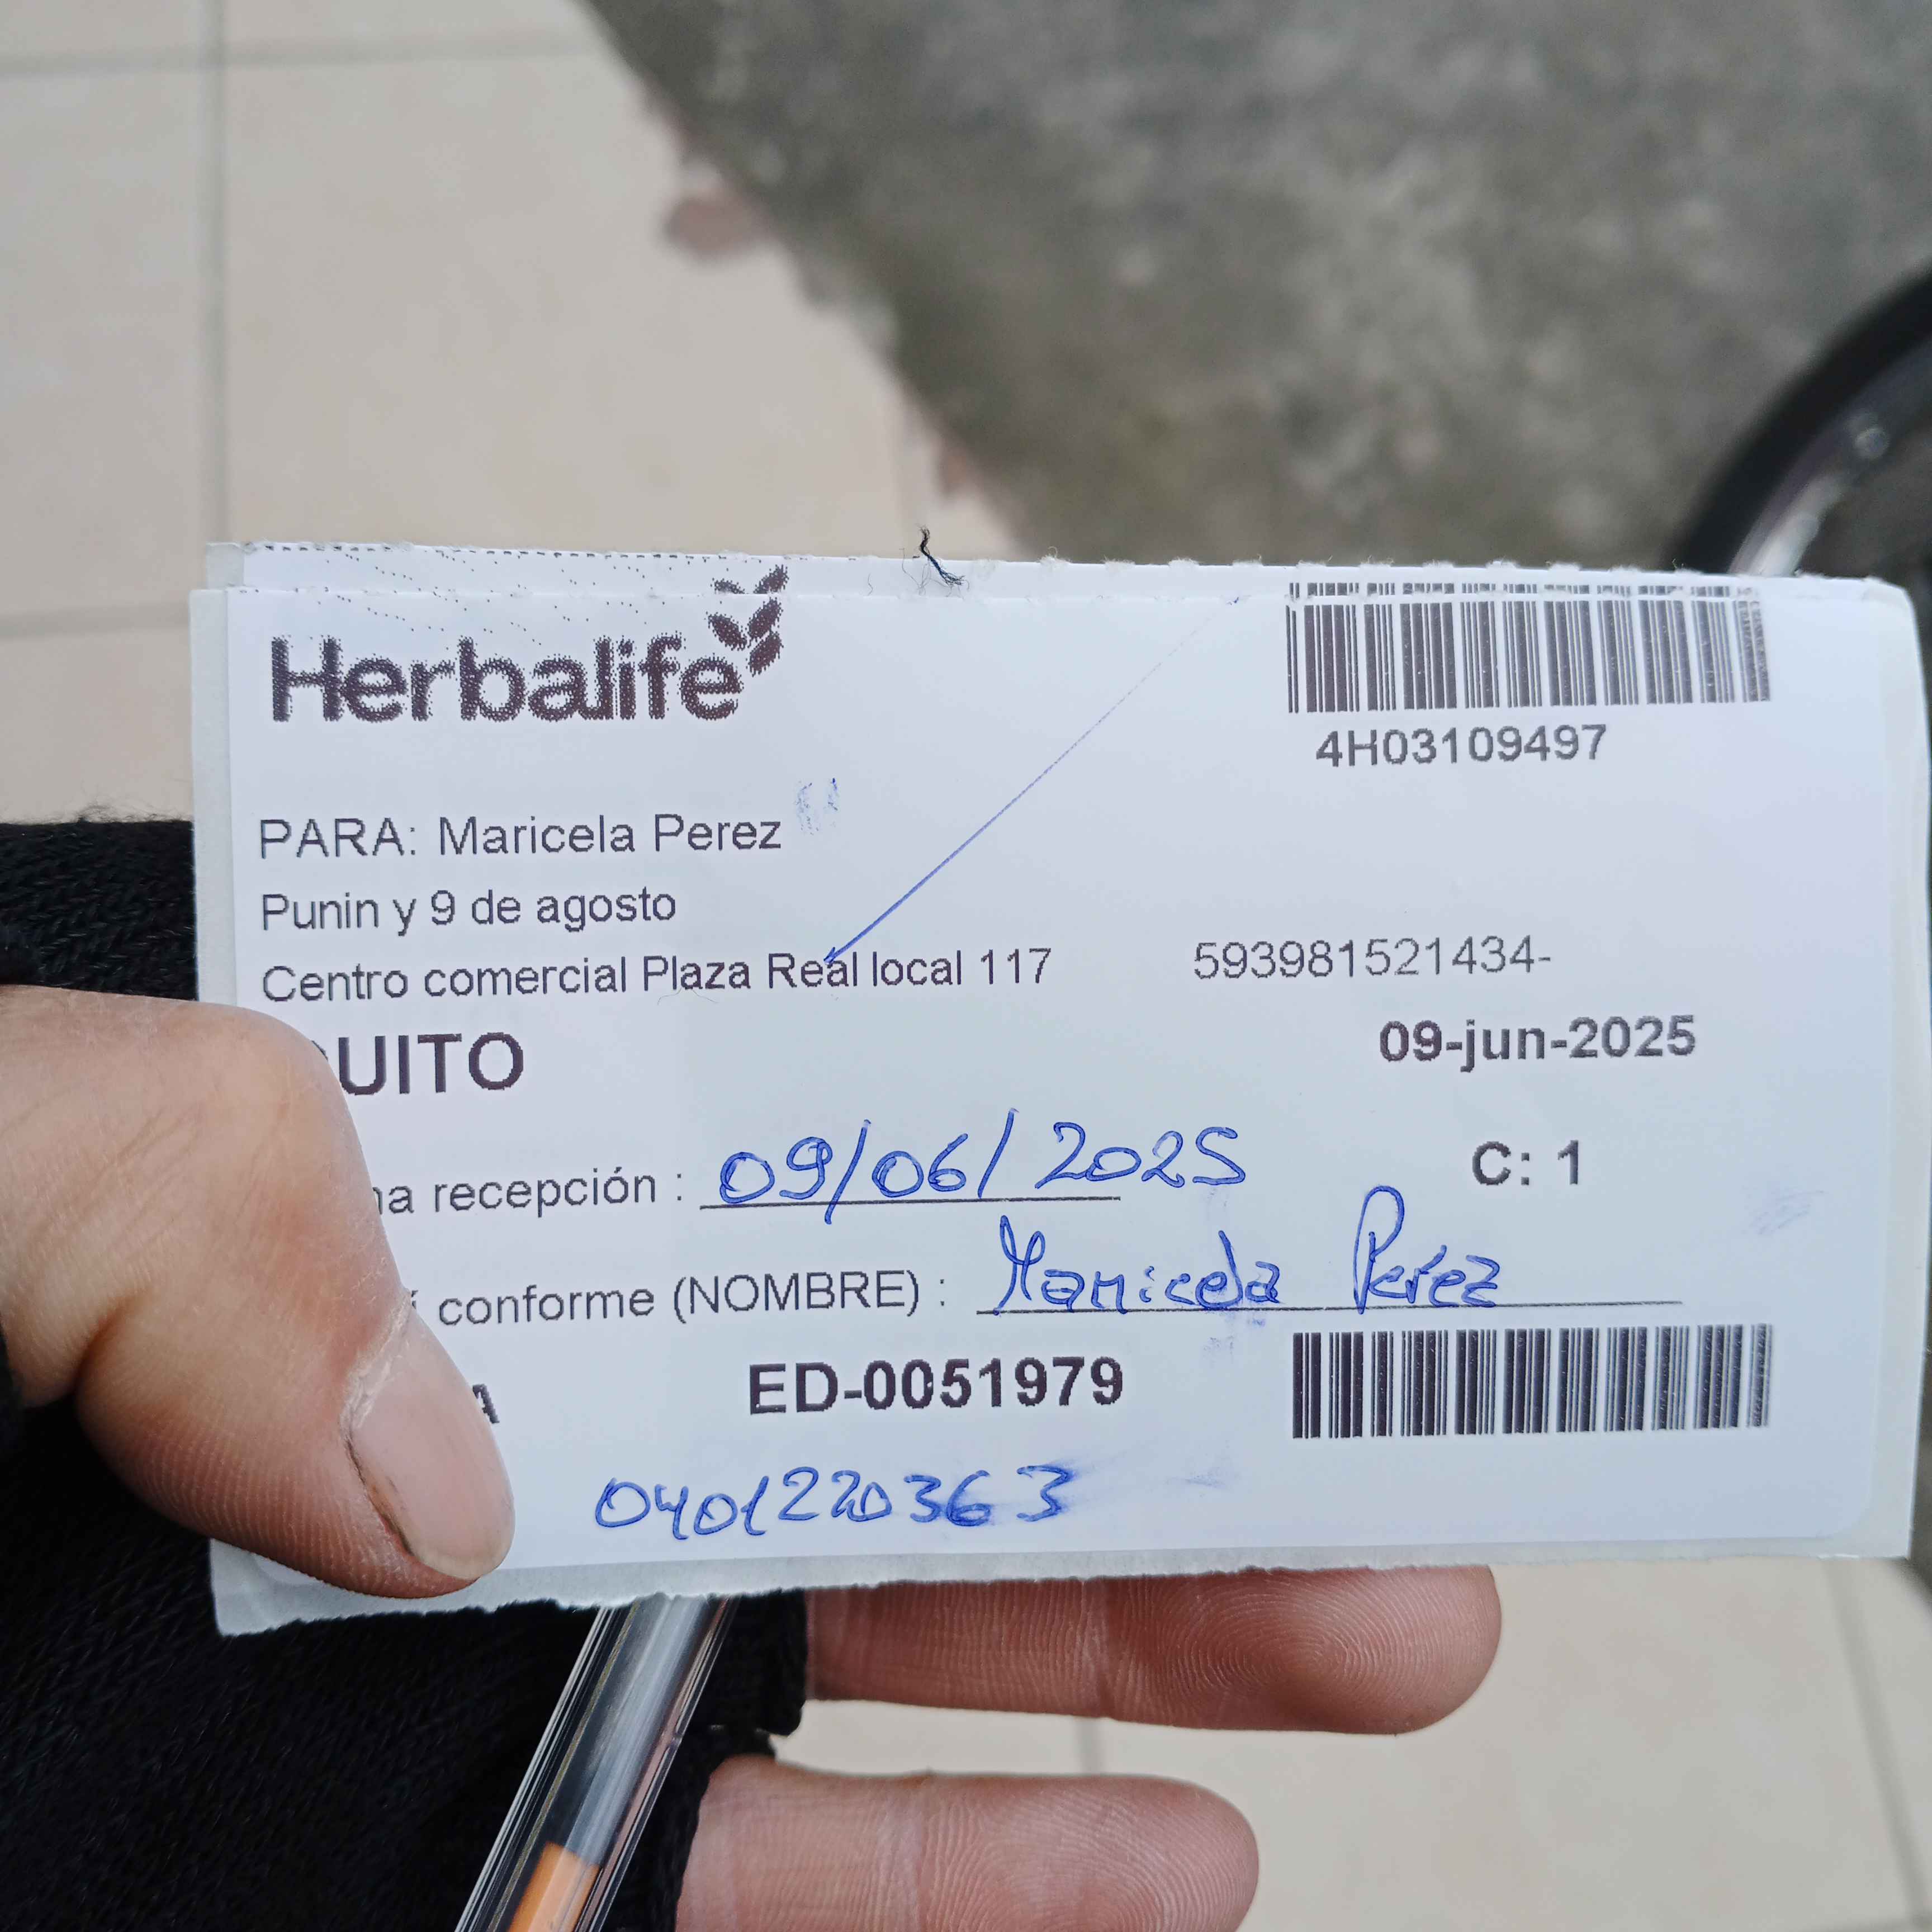 Herbalife
4H03109497
PARA: Maricela Perez
Punin y 9 de agosto
Centro comercial Plaza Real local 117
593981521434-
UITO
09-jun-2025
recepción : 09/06/2025
C: 1
conforme (NOMBRE) : Maricela Perez
ED-0051979
0401220363